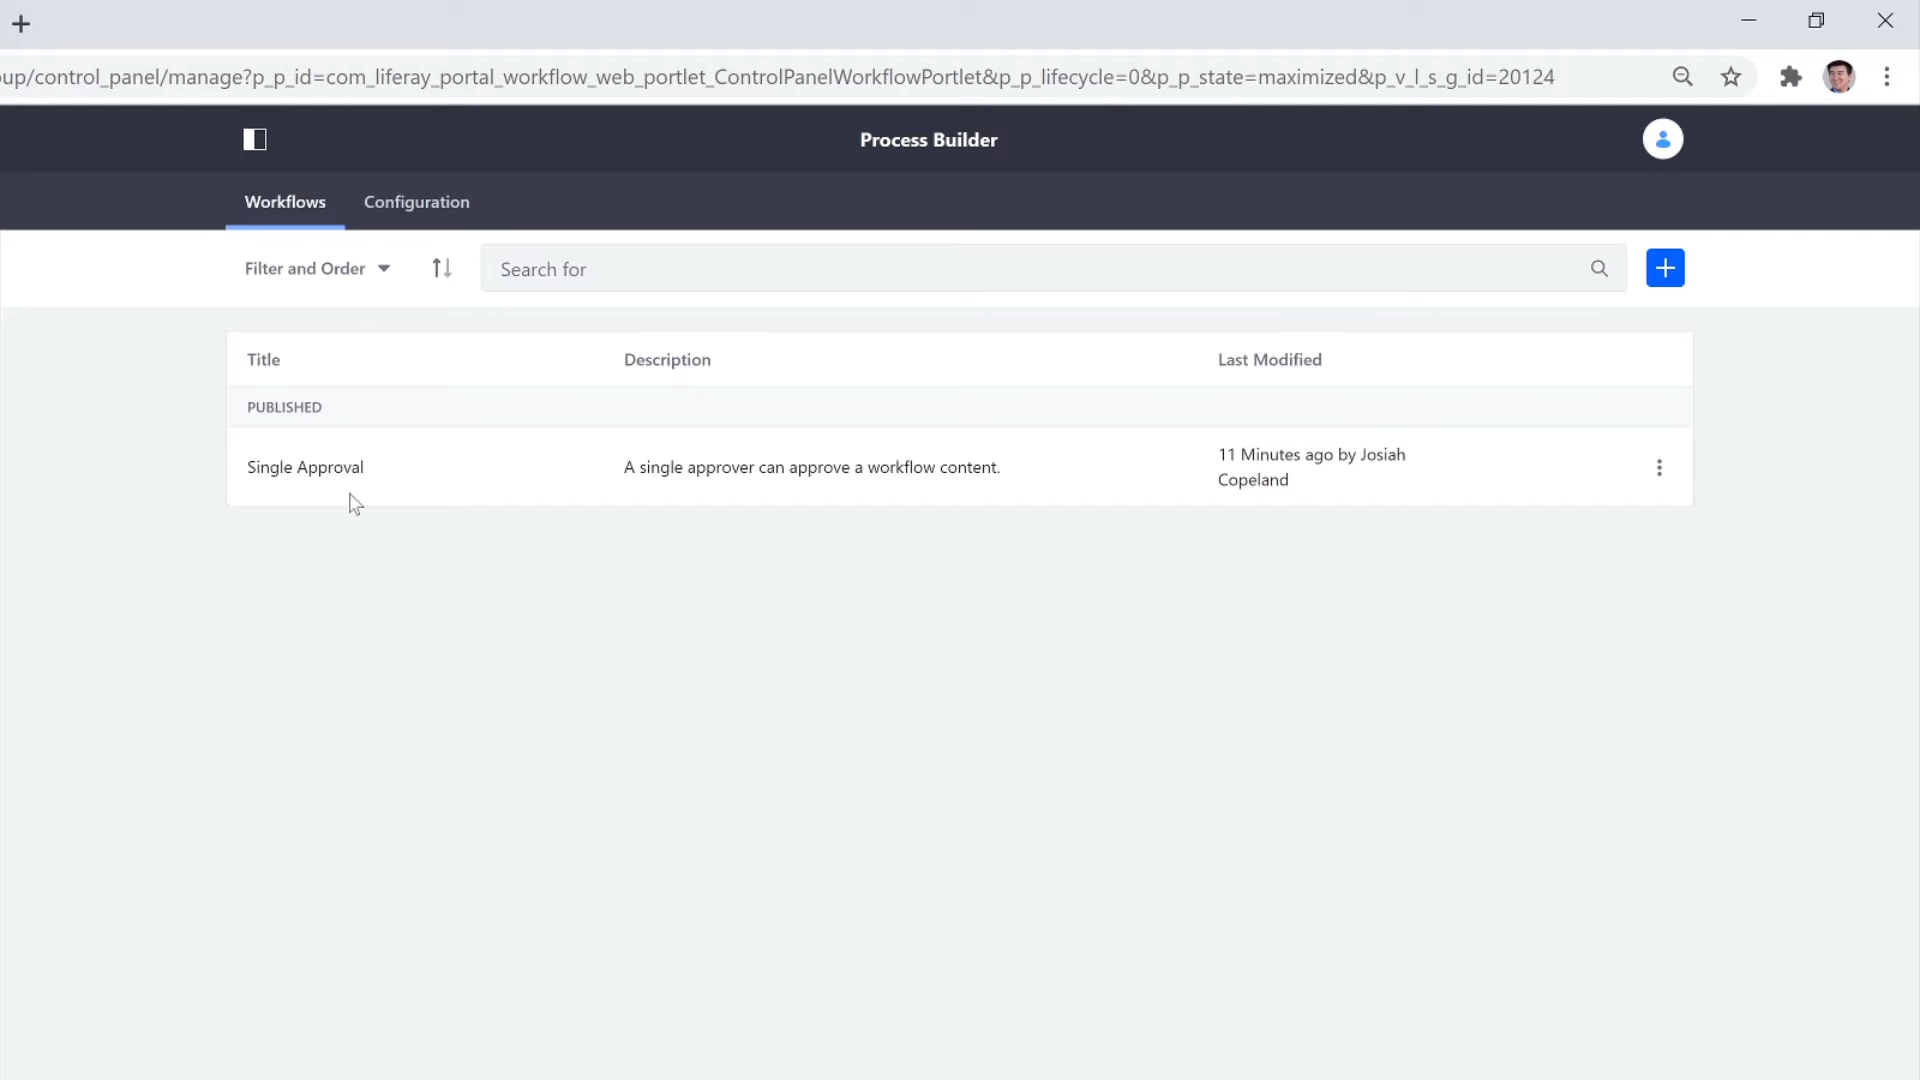 oup/control_panel/manage?p_p_id=com_liferay_portal_workflow_web_portlet_ControlPanelWorkflowPortlet&p_p_lifecycle=0&p_p_state=maximized&p_v_l_s_g_id=20124
Process Builder
Workflows Configuration
Filter and Order Search for
Title Description Last Modified
PUBLISHED
Single Approval A single approver can approve a workflow content. 11 Minutes ago by Josiah
Copeland